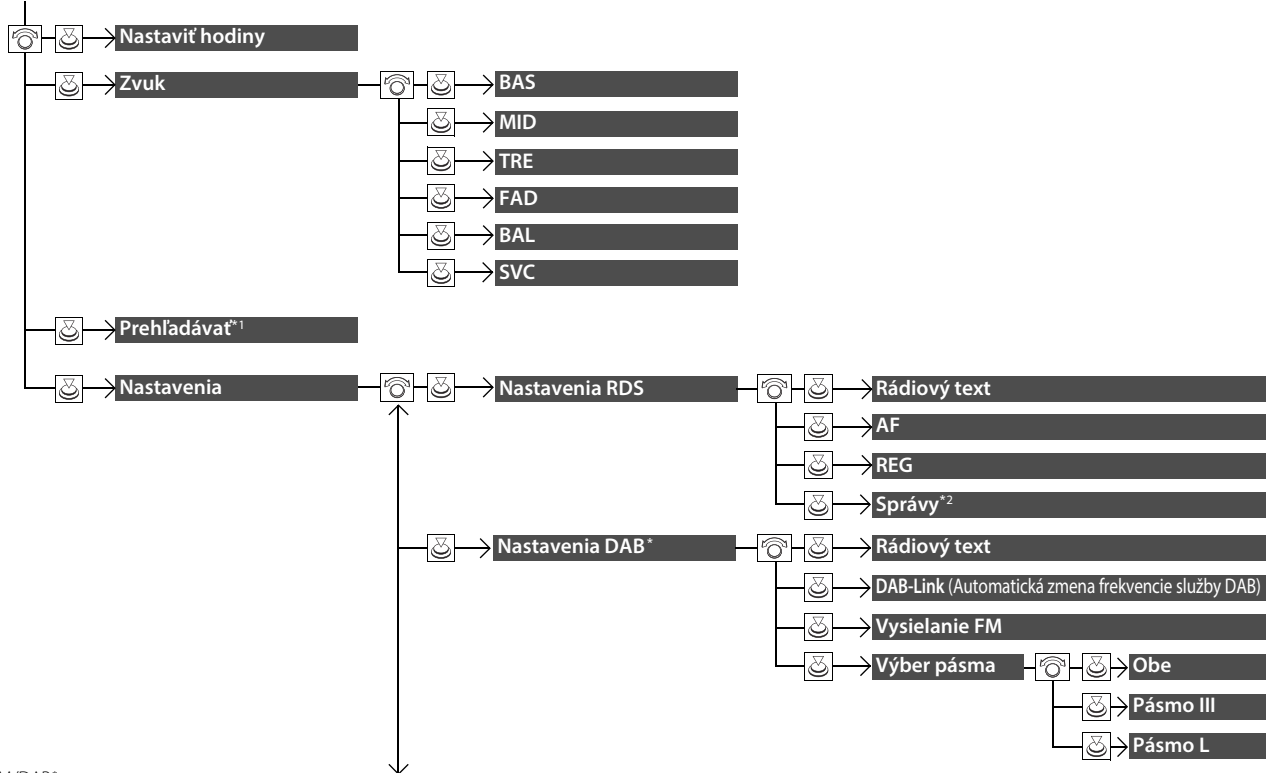 Nastaviť hodiny
Zvuk
BAS
MID
TRE
FAD
BAL
SVC
Prehľadávať*1
Nastavenia
Nastavenia RDS
Rádiový text
AF
REG
Správy*2
Nastavenia DAB*
Rádiový text
DAB-Link (Automatická zmena frekvencie služby DAB)
Vysielanie FM
Výber pásma
Obe
Pásmo III
Pásmo L